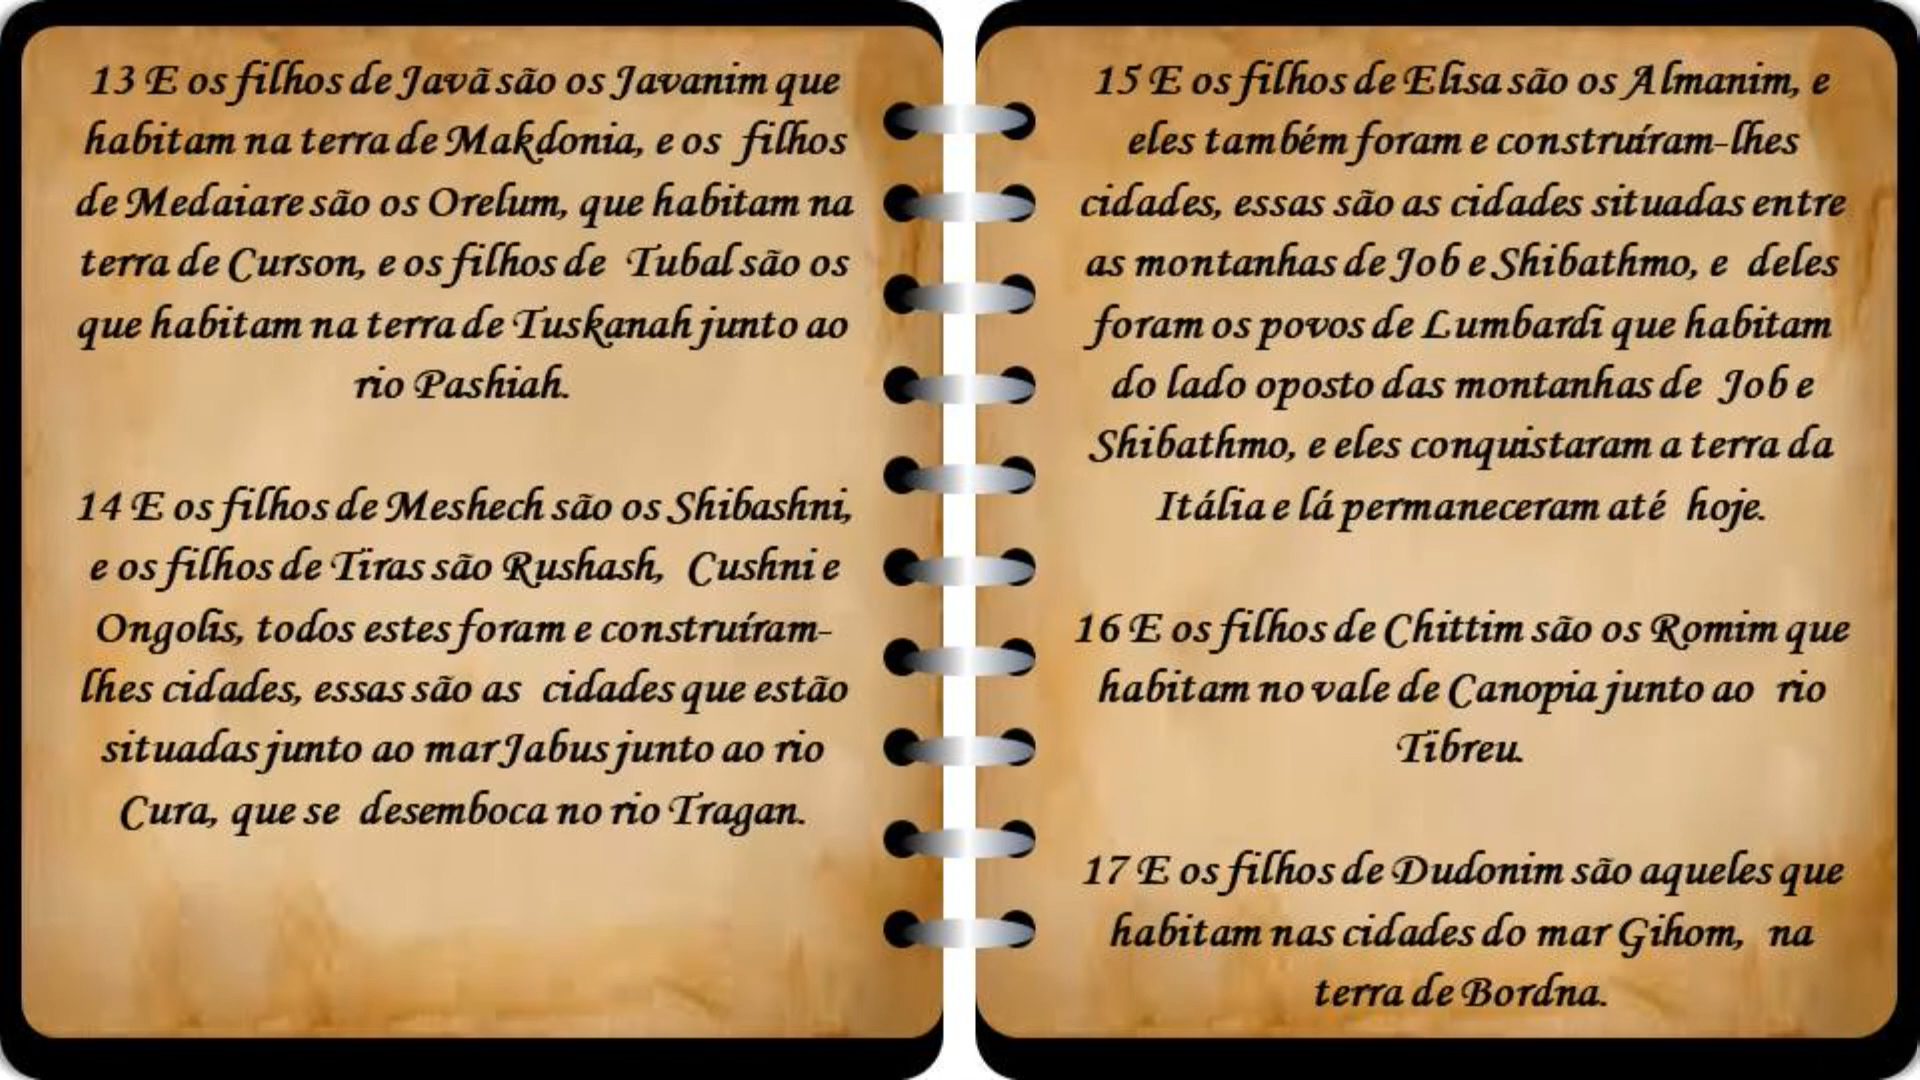 13 E os filhos de Javã são os Javanim que
habitam na terra de Makdonia, e os filhos
de Medaiare são os Orelum, que habitam na
terra de Curson, e os filhos de Tubal são os
que habitam na terra de Tuskanah junto ao
rio Pashiah.
14 E os filhos de Meshech são os Shibashni,
e os filhos de Tiras são Rushash, Cushni e
Ongolis, todos estes foram e construíram-
lhes cidades, essas são as cidades que estão
situadas junto ao mar Jabus junto ao rio
Cura, que se desemboca no rio Tragan.
15 E os filhos de Elisa são os Almanim, e
eles também foram e construíram-lhes
cidades, essas são as cidades situadas entre
as montanhas de Job e Shibathmo, e deles
foram os povos de Lumbardi que habitam
do lado oposto das montanhas de Job e
Shibathmo, e eles conquistaram a terra da
Itália e lá permaneceram até hoje.
16 E os filhos de Chittim são os Romim que
habitam no vale de Canopia junto ao rio
Tibreu.
17 E os filhos de Dudonim são aqueles que
habitam nas cidades do mar Gihom, na
terra de Bordna.